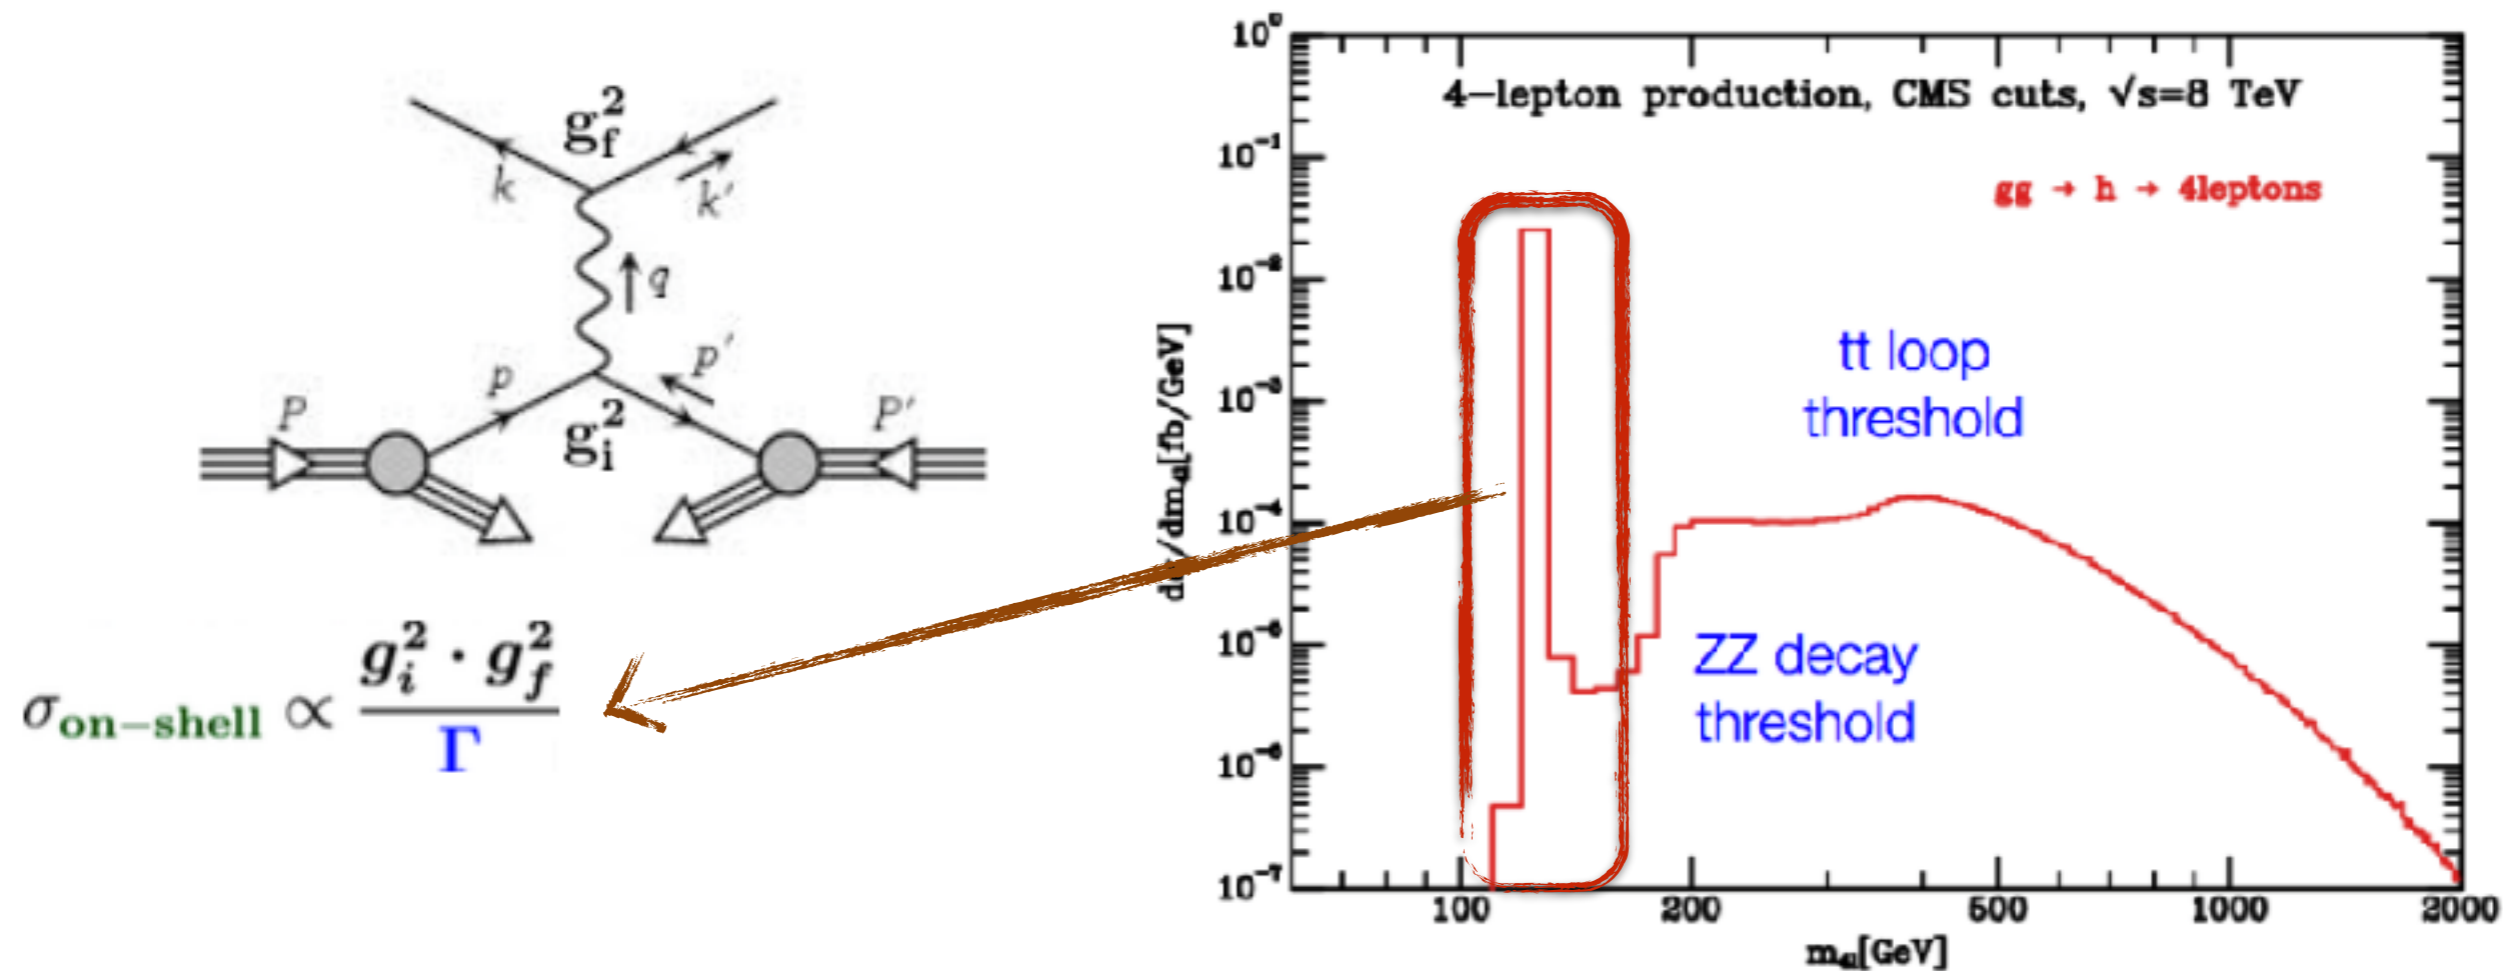 g_f^2
k
k'
q
p
p'
P
g_i^2
P'
σ_on−shell ∝ g_i^2 · g_f^2 / Γ
4−lepton production, CMS cuts, √s=8 TeV
gg → h → 4leptons
tt loop
threshold
ZZ decay
threshold
10^0
10^-1
10^-2
10^-3
10^-4
10^-5
10^-6
10^-7
dσ/dm_4l[fb/GeV]
100 200 500 1000 2000
m_4l[GeV]